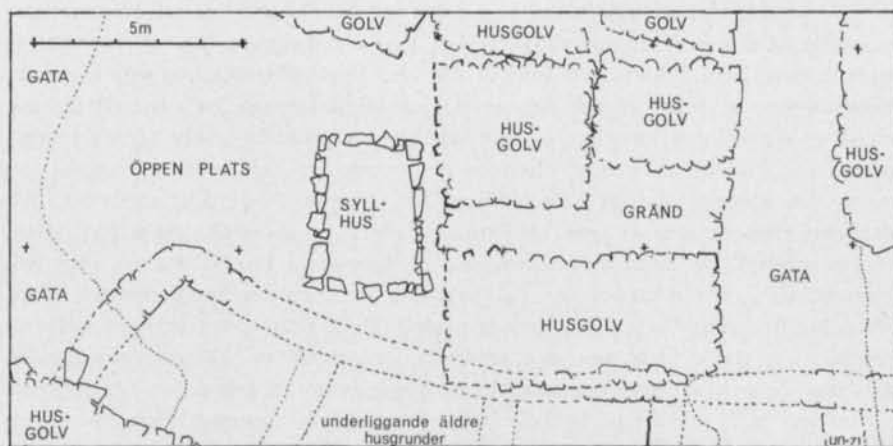 GOLV
HUSGOLV
GOLV
5m
GATA
HUS-
GOLV
HUS-
GOLV
ÖPPEN PLATS
HUS-
GOLV
SYLL-
HUS
GRÄND
GATA
GATA
HUSGOLV
HUS-
GOLV
underliggande äldre
husgrunder